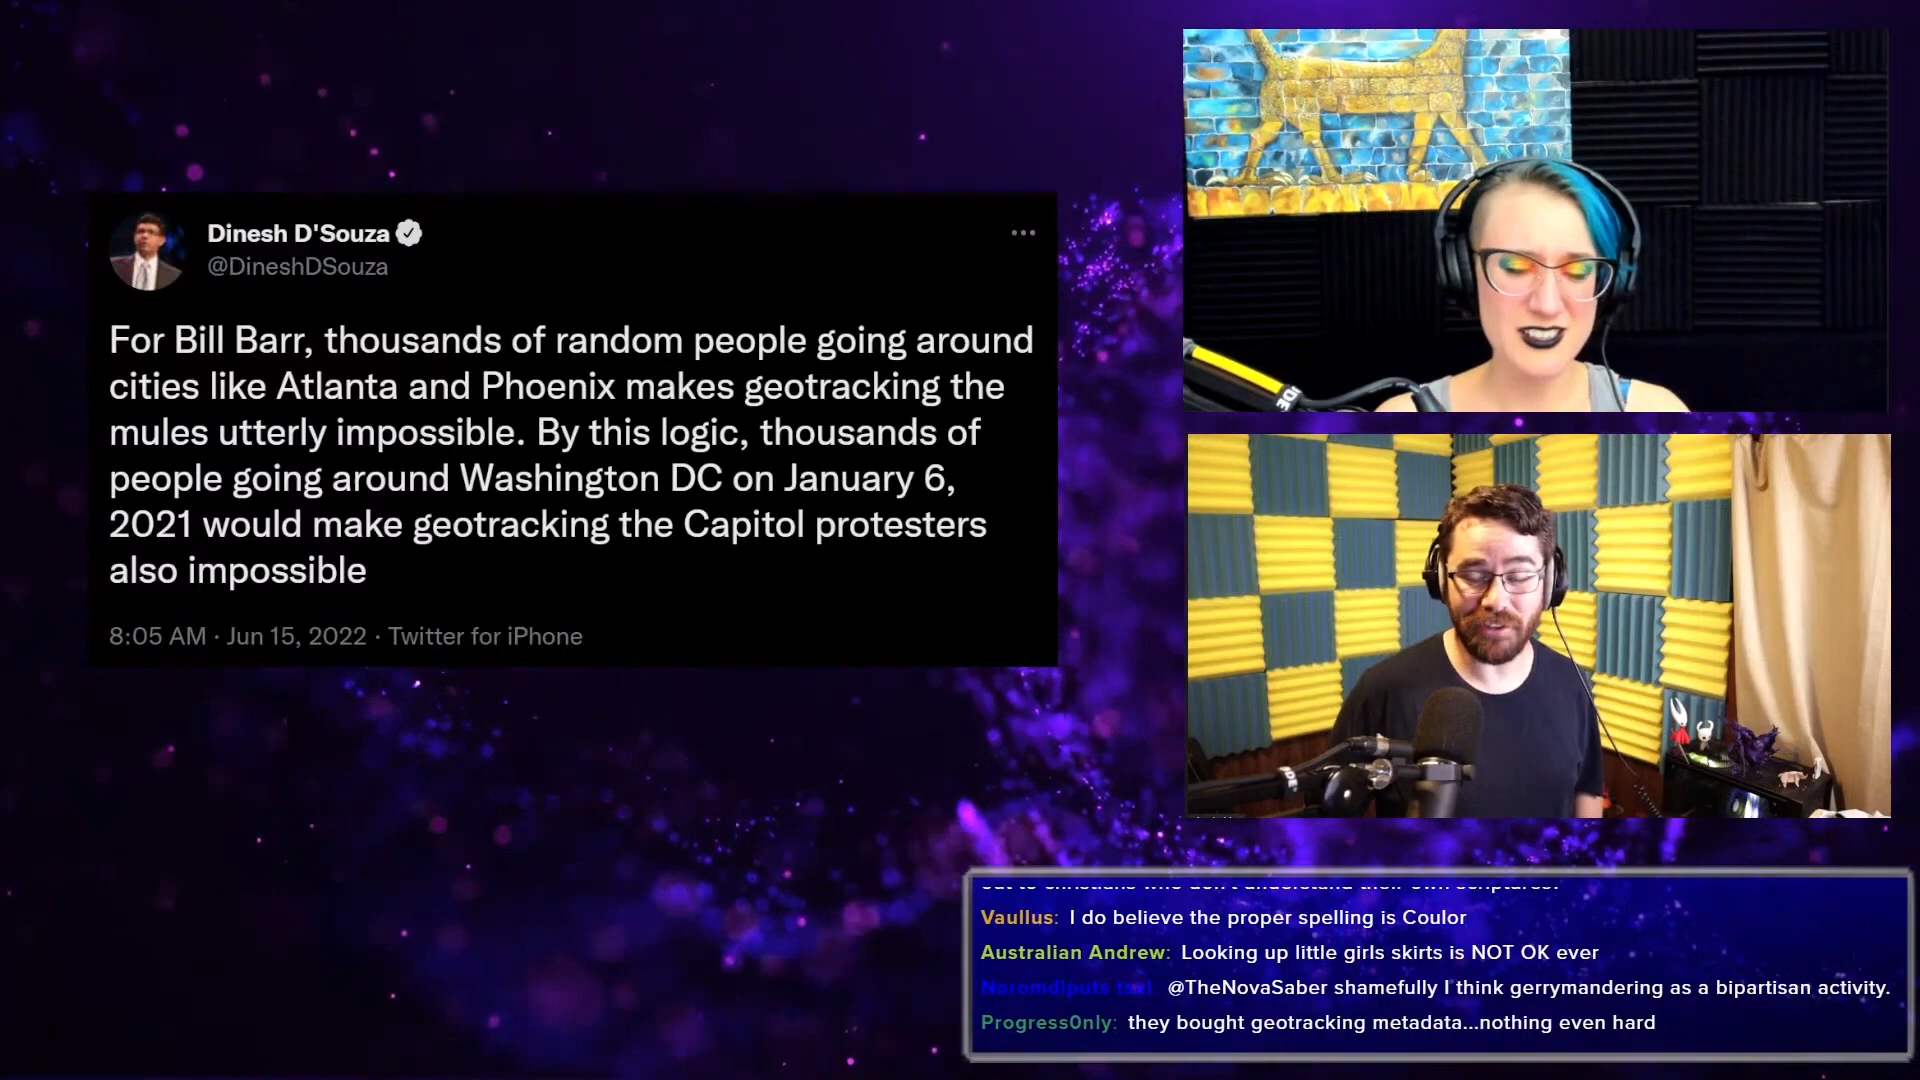 Dinesh D'Souza
@DineshDSouza
For Bill Barr, thousands of random people going around
cities like Atlanta and Phoenix makes geotracking the
mules utterly impossible. By this logic, thousands of
people going around Washington DC on January 6,
2021 would make geotracking the Capitol protesters
also impossible
8:05 AM · Jun 15, 2022 · Twitter for iPhone
Vaullus: I do believe the proper spelling is Coulor
Australian Andrew: Looking up little girls skirts is NOT OK ever
@TheNovaSaber shamefully I think gerrymandering as a bipartisan activity.
Progress0nly: they bought geotracking metadata...nothing even hard